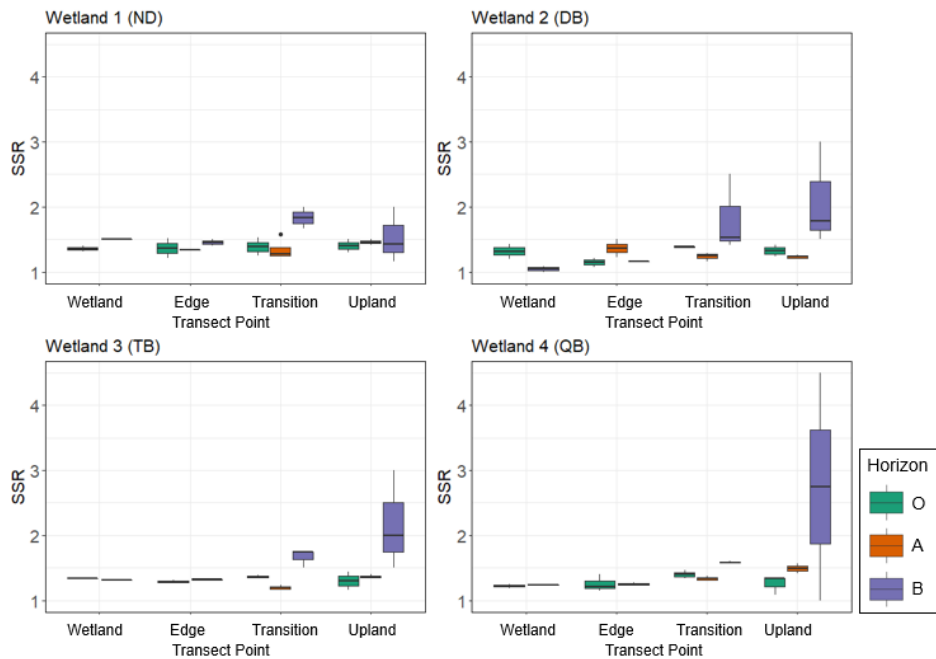 Wetland 1 (ND)
SSR
4
3
2
1
Wetland Edge Transition Upland
Transect Point
Wetland 2 (DB)
SSR
4
3
2
1
Wetland Edge Transition Upland
Transect Point
Wetland 3 (TB)
SSR
4
3
2
1
Wetland Edge Transition Upland
Transect Point
Wetland 4 (QB)
SSR
4
3
2
1
Wetland Edge Transition Upland
Transect Point
Horizon
O
A
B